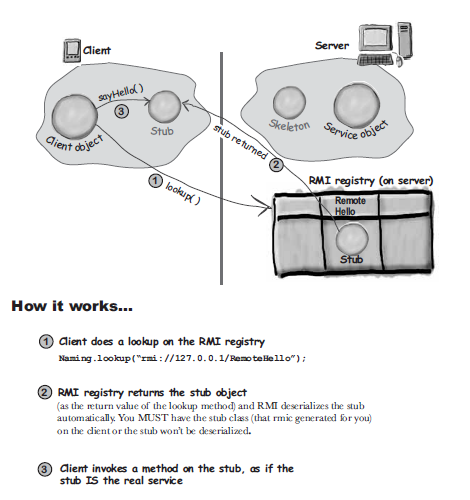 Client
Server
sayHello()
3
Stub
Client object
Skeleton
Service object
stub returned
2
1
lookup()
RMI registry (on server)
Remote
Hello
Stub
How it works...
1 Client does a lookup on the RMI registry
Naming.lookup(“rmi://127.0.0.1/RemoteHello”);
2 RMI registry returns the stub object
(as the return value of the lookup method) and RMI deserializes the stub
automatically. You MUST have the stub class (that rmic generated for you)
on the client or the stub won’t be deserialized.
3 Client invokes a method on the stub, as if the
stub IS the real service